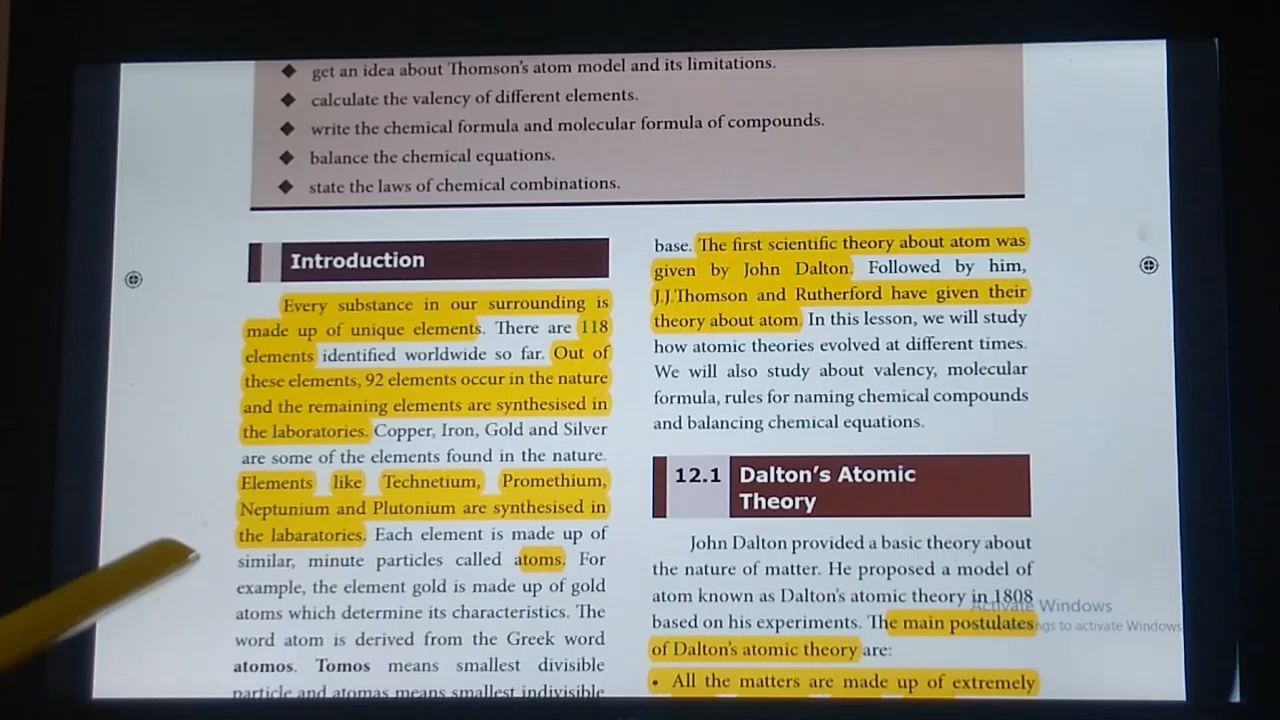 ◆ get an idea about Thomson's atom model and its limitations.
◆ calculate the valency of different elements.
◆ write the chemical formula and molecular formula of compounds.
◆ balance the chemical equations.
◆ state the laws of chemical combinations.
Introduction
Every substance in our surrounding is
made up of unique elements. There are 118
elements identified worldwide so far. Out of
these elements, 92 elements occur in the nature
and the remaining elements are synthesised in
the laboratories. Copper, Iron, Gold and Silver
are some of the elements found in the nature.
Elements like Technetium, Promethium,
Neptunium and Plutonium are synthesised in
the labaratories. Each element is made up of
similar, minute particles called atoms. For
example, the element gold is made up of gold
atoms which determine its characteristics. The
word atom is derived from the Greek word
atomos. Tomos means smallest divisible
particle and atomas means smallest indivisible
base. The first scientific theory about atom was
given by John Dalton. Followed by him,
J.J.Thomson and Rutherford have given their
theory about atom. In this lesson, we will study
how atomic theories evolved at different times.
We will also study about valency, molecular
formula, rules for naming chemical compounds
and balancing chemical equations.
12.1 Dalton's Atomic
Theory
John Dalton provided a basic theory about
the nature of matter. He proposed a model of
atom known as Dalton's atomic theory in 1808
based on his experiments. The main postulates
of Dalton's atomic theory are:
• All the matters are made up of extremely
Activate Windows
to activate Windows